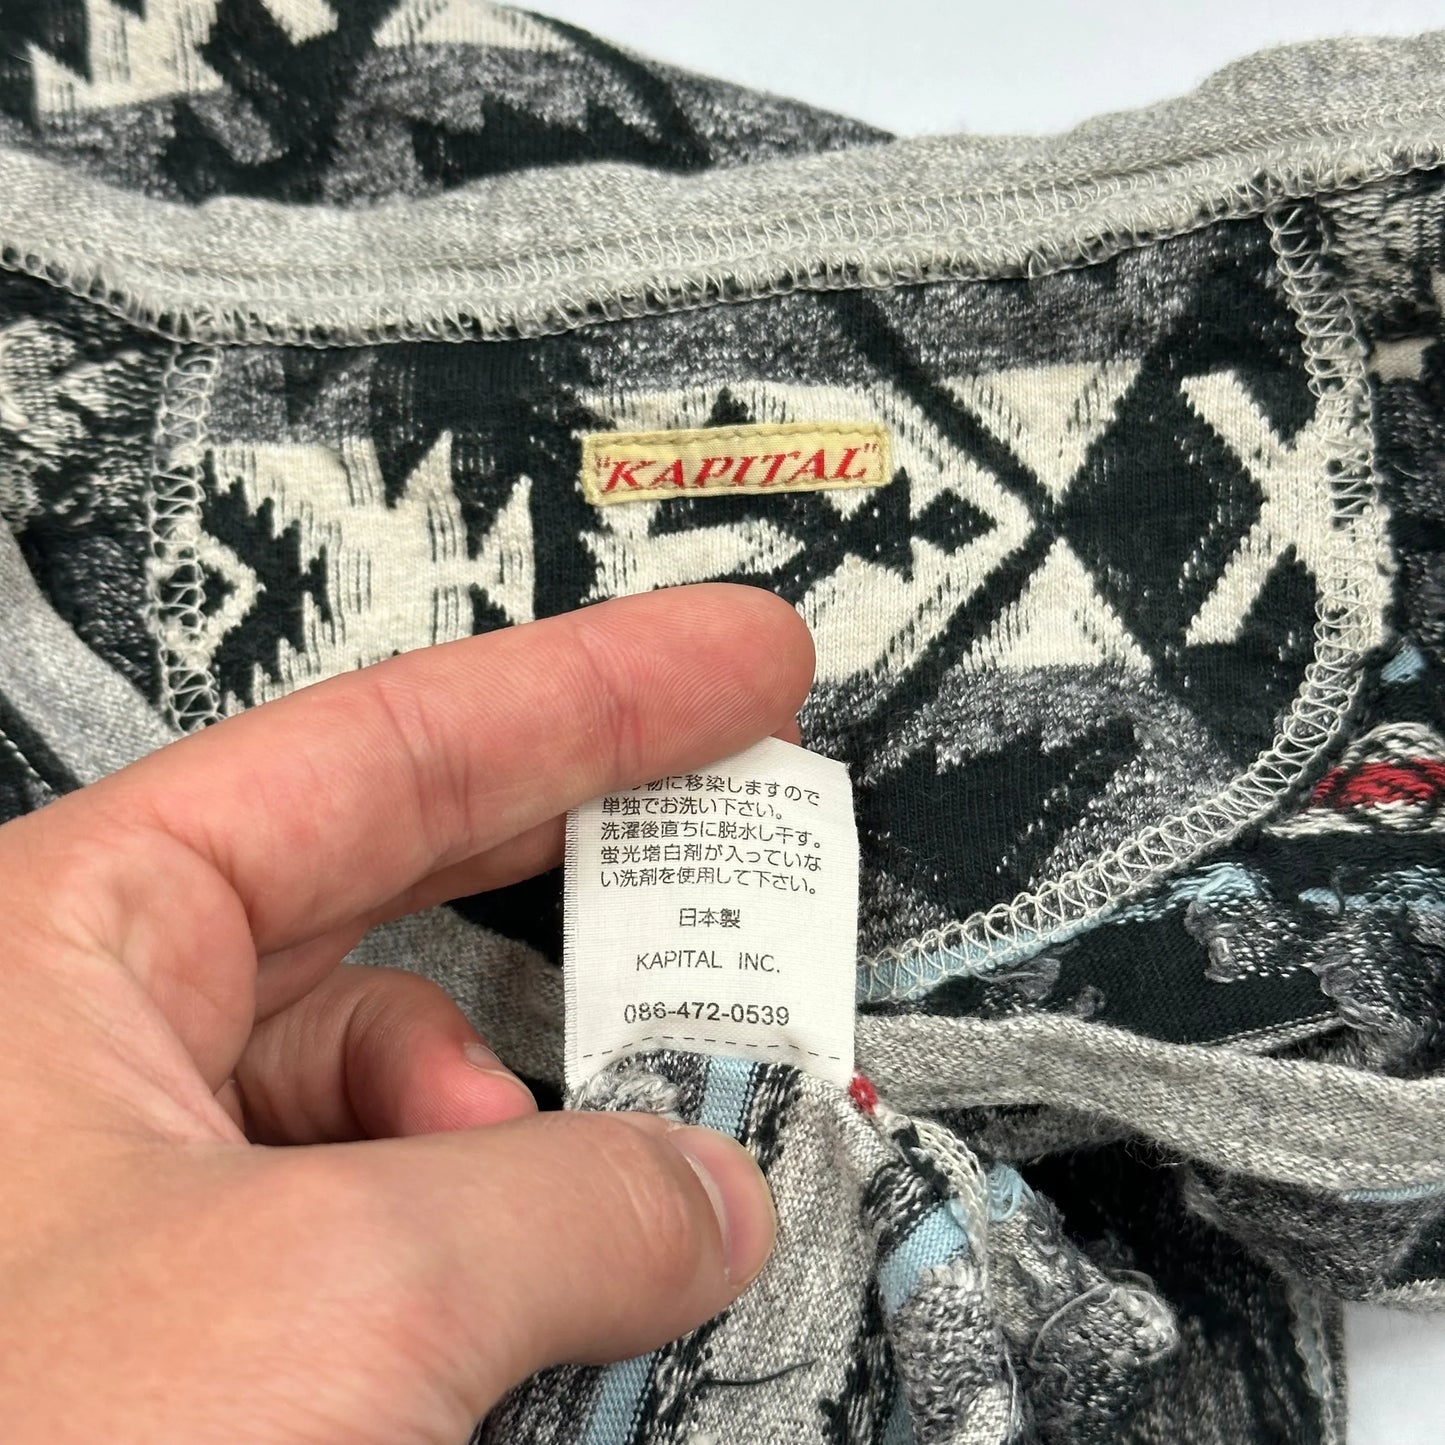 "KAPITAL"
物に移染しますので
単独でお洗い下さい。
洗濯後直ちに脱水し干す。
蛍光増白剤が入っていな
い洗剤を使用して下さい。
日本製
KAPITAL INC.
086-472-0539